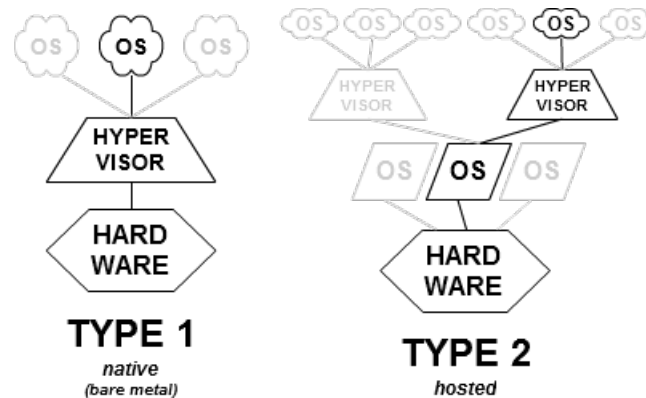 OS OS OS
HYPER
VISOR
HARD
WARE
TYPE 1
native
(bare metal)
OS OS OS OS OS OS
HYPER
VISOR
HYPER
VISOR
OS OS OS
HARD
WARE
TYPE 2
hosted